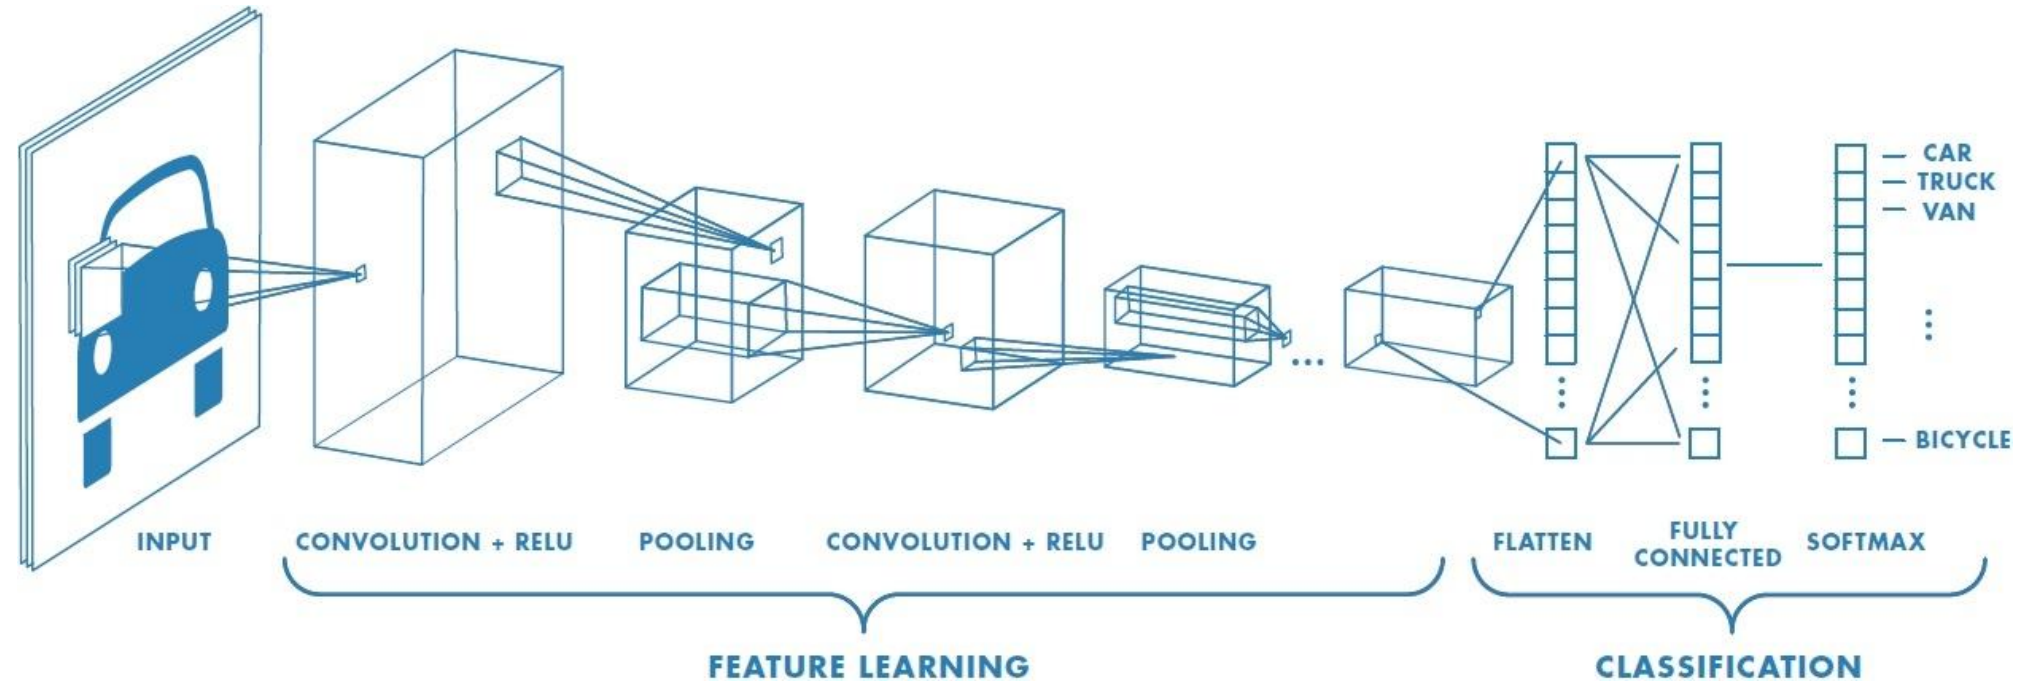 CAR
TRUCK
VAN
BICYCLE
INPUT
CONVOLUTION + RELU
POOLING
CONVOLUTION + RELU
POOLING
FLATTEN
FULLY
CONNECTED
SOFTMAX
FEATURE LEARNING
CLASSIFICATION